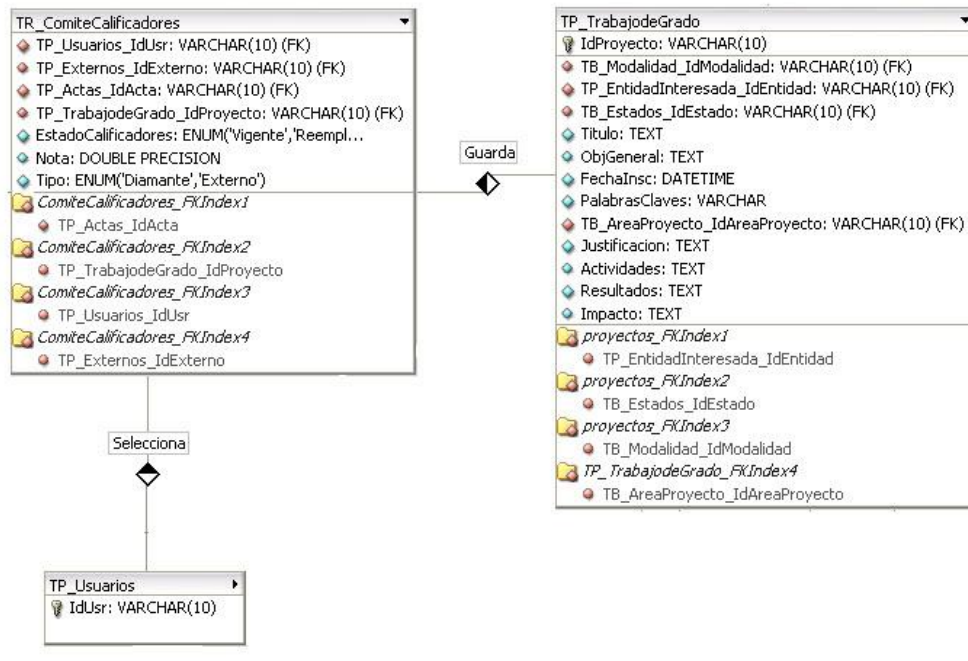 TR_ComiteCalificadores
TP_Usuarios_IdUsr: VARCHAR(10) (FK)
TP_Externos_IdExterno: VARCHAR(10) (FK)
TP_Actas_IdActa: VARCHAR(10) (FK)
TP_TrabajodeGrado_IdProyecto: VARCHAR(10) (FK)
EstadoCalificadores: ENUM('Vigente','Reempl...
Nota: DOUBLE PRECISION
Tipo: ENUM('Diamante','Externo')
ComiteCalificadores_FKIndex1
TP_Actas_IdActa
ComiteCalificadores_FKIndex2
TP_TrabajodeGrado_IdProyecto
ComiteCalificadores_FKIndex3
TP_Usuarios_IdUsr
ComiteCalificadores_FKIndex4
TP_Externos_IdExterno
Guarda
TP_TrabajodeGrado
IdProyecto: VARCHAR(10)
TB_Modalidad_IdModalidad: VARCHAR(10) (FK)
TP_EntidadInteresada_IdEntidad: VARCHAR(10) (FK)
TB_Estados_IdEstado: VARCHAR(10) (FK)
Titulo: TEXT
ObjGeneral: TEXT
FechaInsc: DATETIME
PalabrasClaves: VARCHAR
TB_AreaProyecto_IdAreaProyecto: VARCHAR(10) (FK)
Justificacion: TEXT
Actividades: TEXT
Resultados: TEXT
Impacto: TEXT
proyectos_FKIndex1
TP_EntidadInteresada_IdEntidad
proyectos_FKIndex2
TB_Estados_IdEstado
proyectos_FKIndex3
TB_Modalidad_IdModalidad
TP_TrabajodeGrado_FKIndex4
TB_AreaProyecto_IdAreaProyecto
Selecciona
TP_Usuarios
IdUsr: VARCHAR(10)